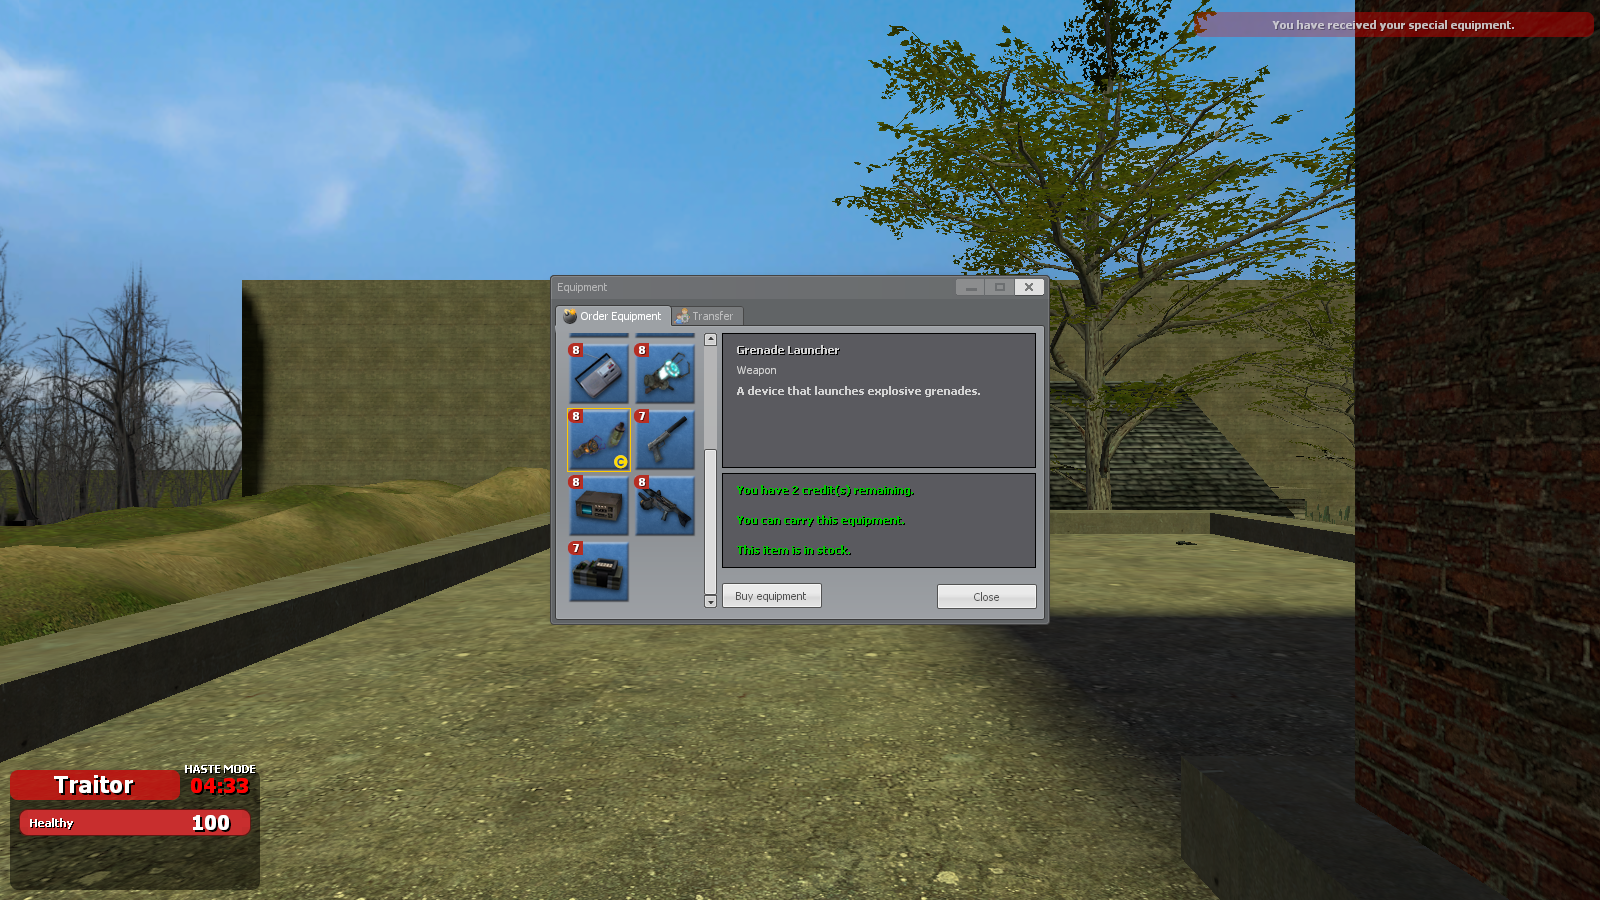 You have received your special equipment.
Equipment
Order Equipment
Transfer
8
8
8
C
7
8
8
7
Grenade Launcher
Weapon
A device that launches explosive grenades.
You have 2 credit(s) remaining.
You can carry this equipment.
This item is in stock.
Buy equipment
Close
HASTE MODE
Traitor
04:33
Healthy
100